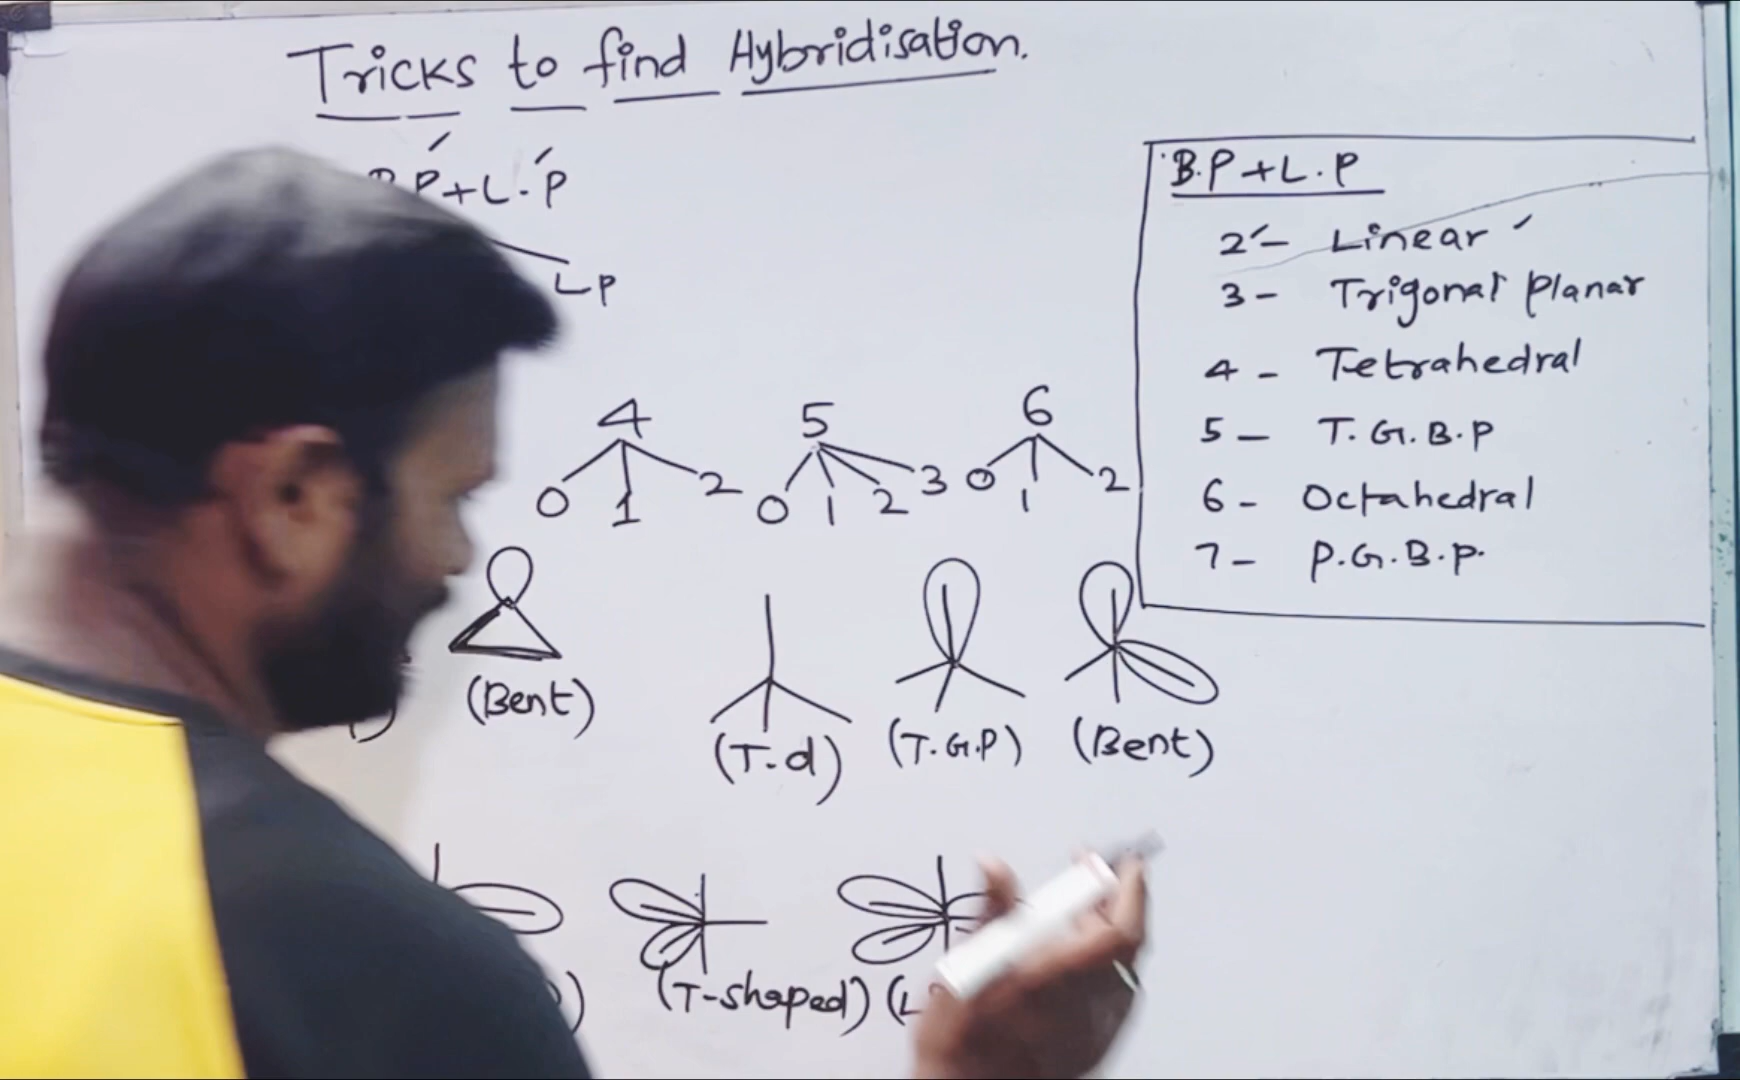 Tricks to find Hybridisation.
B.P+L.P
P+L.P
2 - Linear
LP
3 - Trigonal Planar
4 - Tetrahedral
4 5 6
5 - T.G.B.P
0 1 2 0 1 2 3 0 1 2
6 - Octahedral
7 - P.G.B.P.
(Bent)
(T.d) (T.G.P) (Bent)
(T-shaped) (L